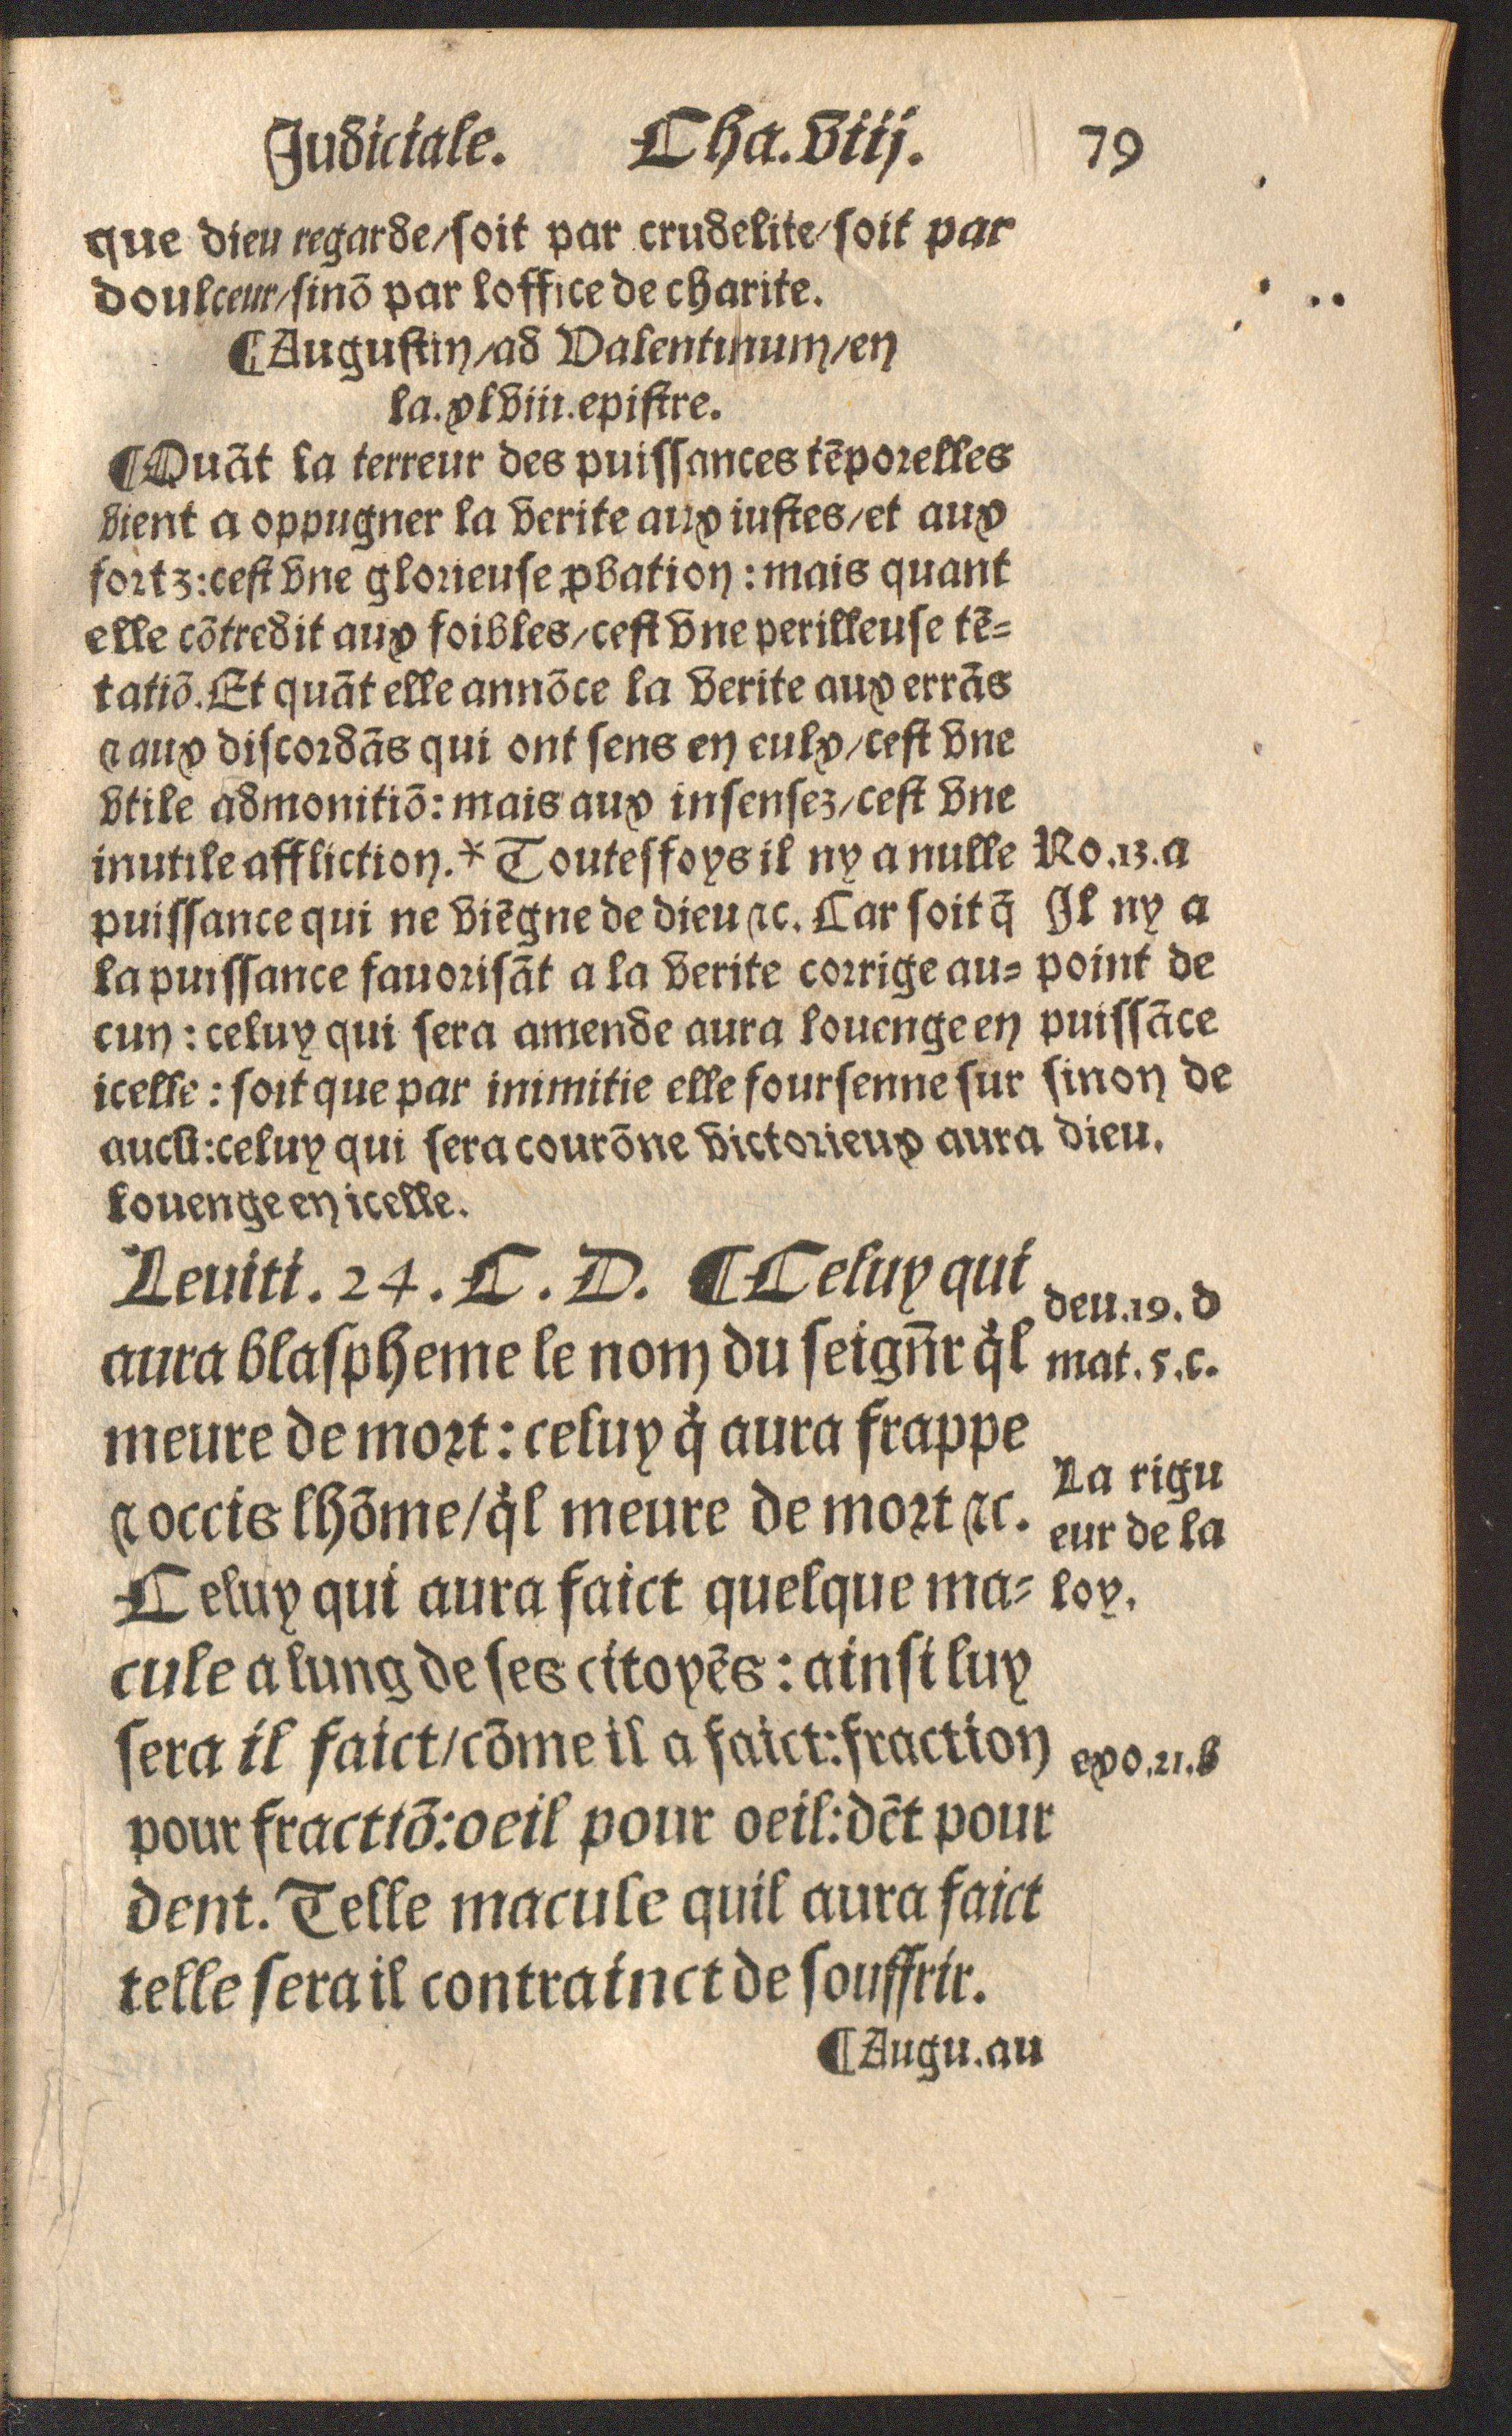 Judiciale. Cha. viij. 79
que dieu regarde/soit par crudelite/soit par
doulceur/sinō par loffice de charite.
¶Augustin/ad Valentinum/en
la.xlviii.epistre.
¶Quāt la terreur des puissances tēporelles
vient a oppugner la verite aux iustes/et aux
fortz:cest vne glorieuse ꝓbation: mais quant
elle cōtredit aux foibles/cest vne perilleuse tē-
tatiō. Et quāt elle annōce la verite aux errās
⁊ aux discordās qui ont sens en eulx/cest vne
vtile admonitiō: mais aux insensez/cest vne
inutile affliction.* Toutesfoys il ny a nulle
puissance qui ne viēgne de dieu ⁊c. Car soit q̄
la puissance fauorisāt a la verite corrige au-
cun: celuy qui sera amende aura louenge en
icelle: soit que par inimitie elle foursenne sur
aucū:celuy qui sera courōne victorieux aura
louenge en icelle.
Ro.13.a
Il ny a
point de
puissāce
sinon de
dieu.
Leuiti. 24. C. D. ¶Celuy qui
aura blaspheme le nom du seign̄r qͥl
meure de mort: celuy qͥ aura frappe
⁊ occis lhōme/qͥl meure de mort ⁊c.
Celuy qui aura faict quelque ma-
cule a lung de ses citoyēs: ainsi luy
sera il faict/cōme il a faict:fraction
pour fractiō:oeil pour oeil:dēt pour
dent. Telle macule quil aura faict
telle sera il contrainct de souffrir.
deu.19.d
mat.5.c.
La rigu
eur de la
loy.
exo.21.b
¶Augu.au